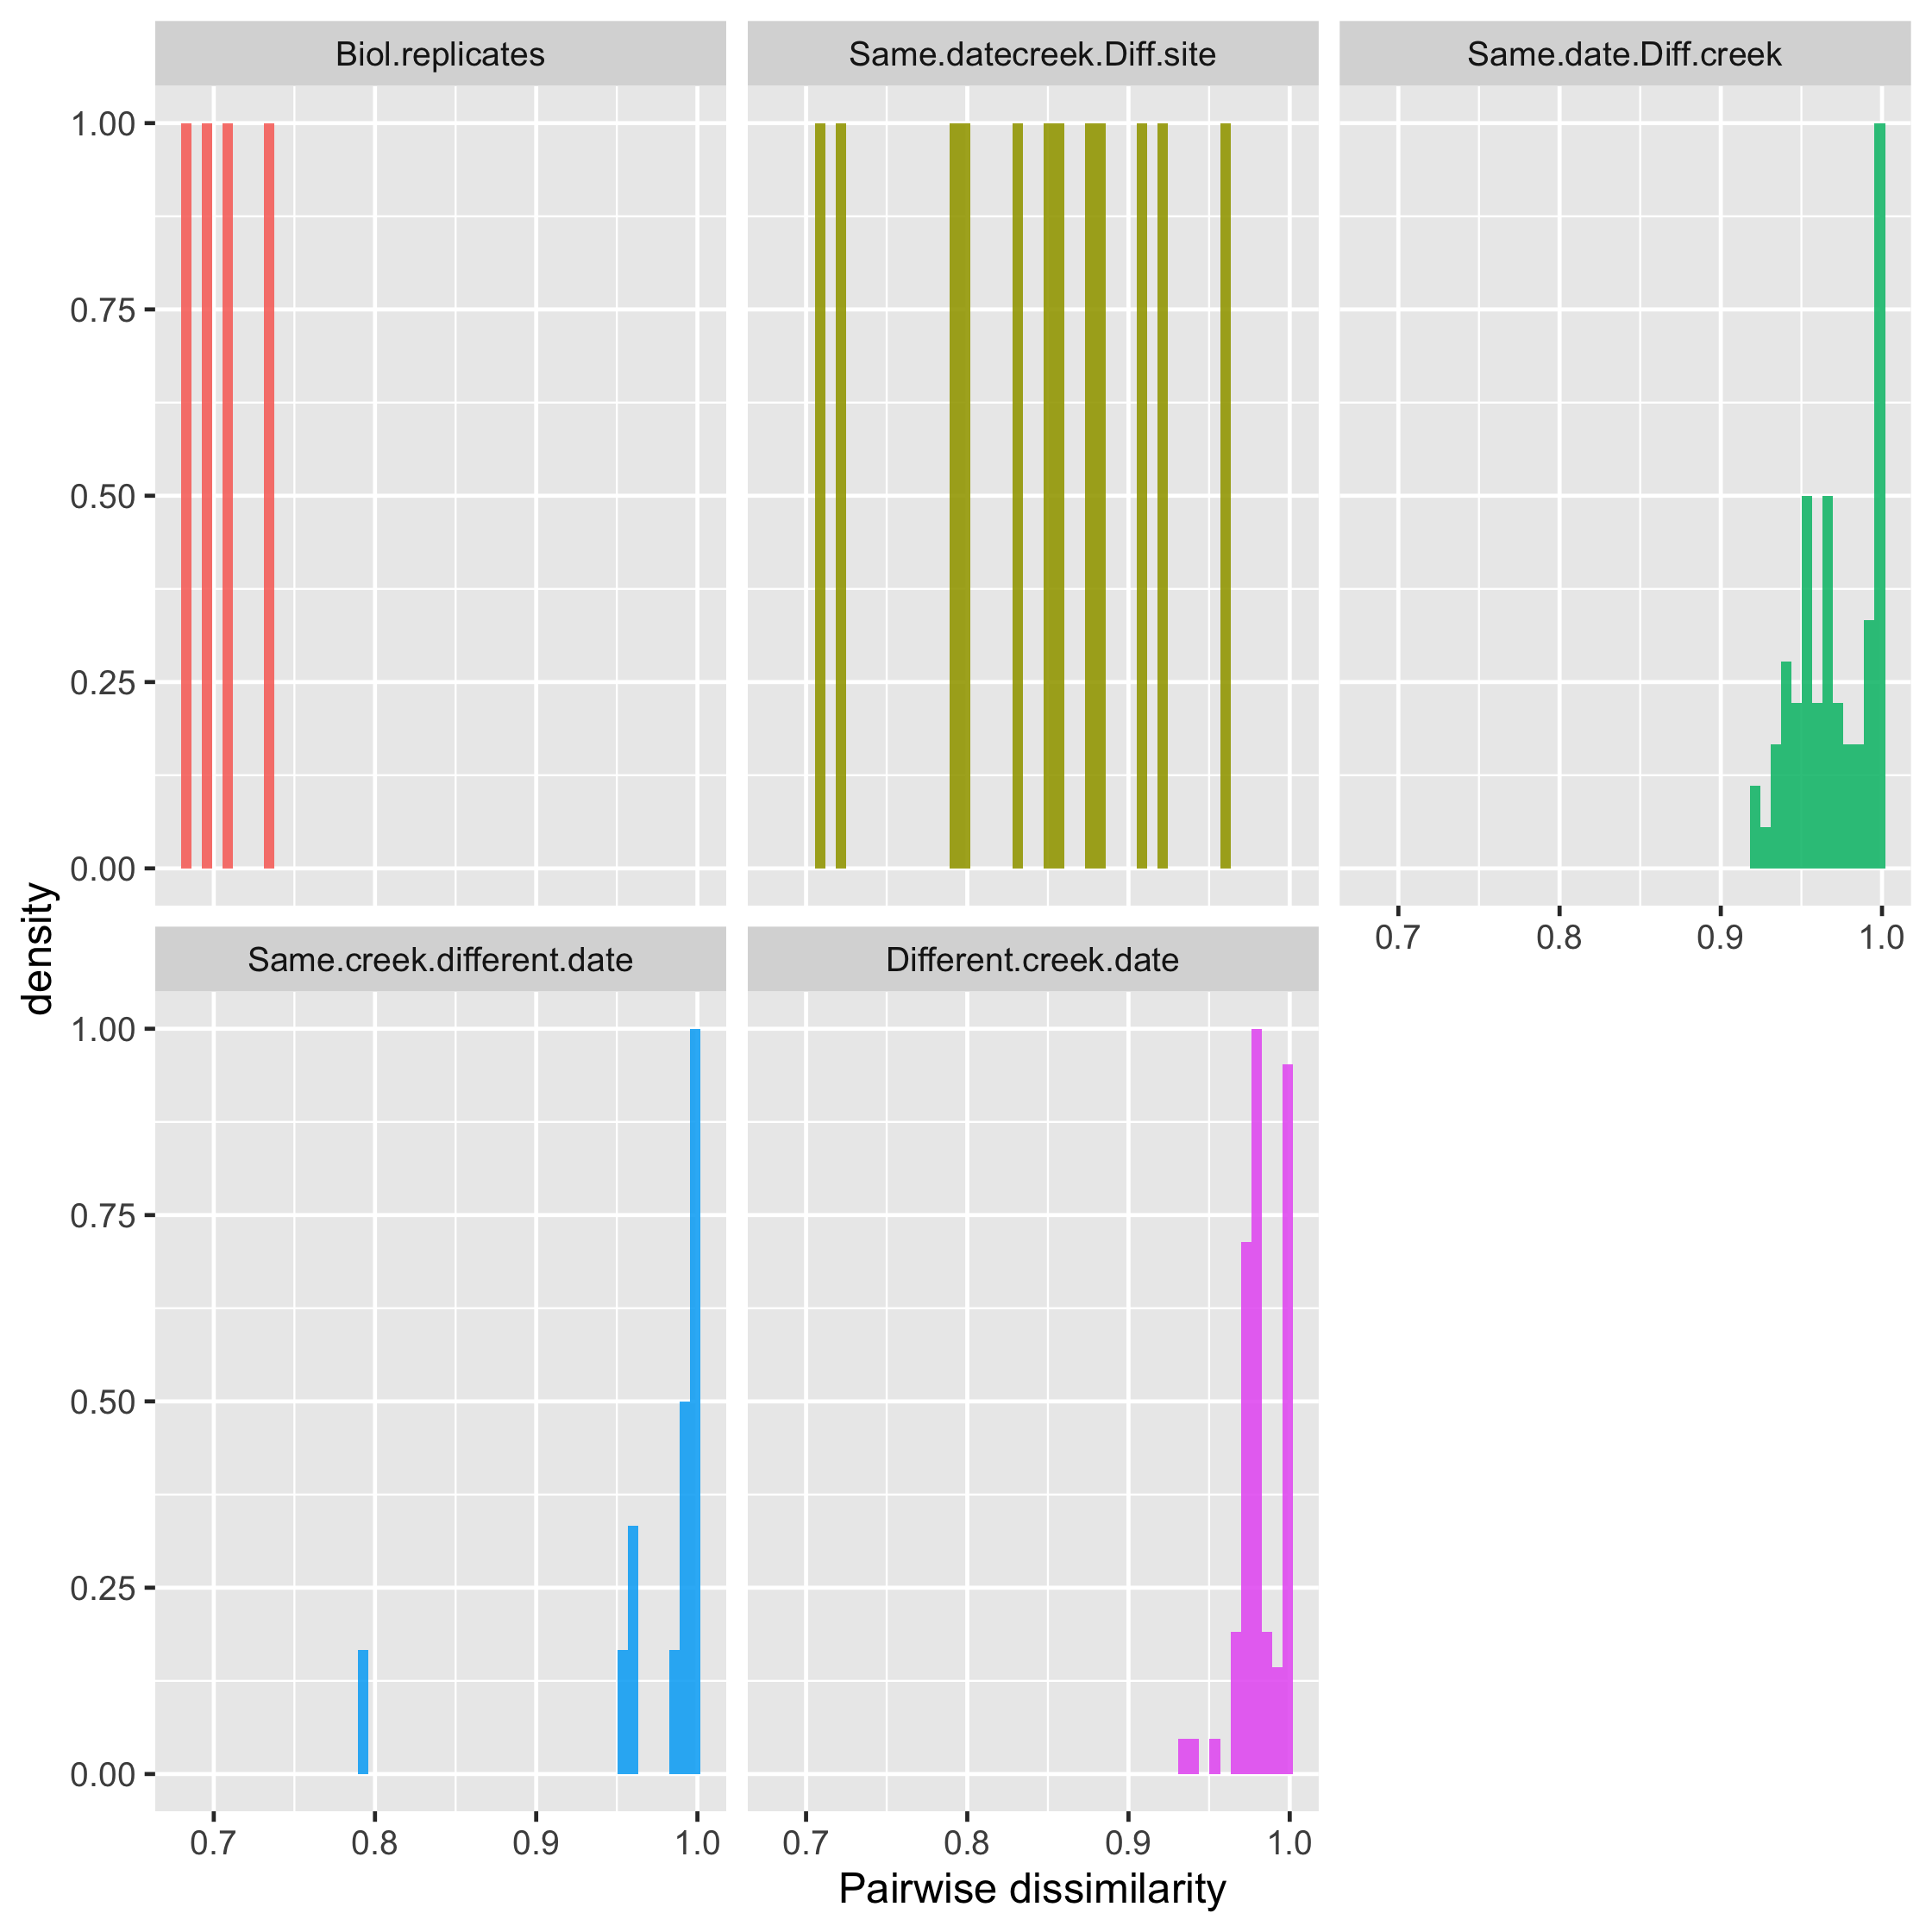 Biol.replicates
Same.datecreek.Diff.site
Same.date.Diff.creek
1.00
0.75
0.50
0.25
0.00
0.7 0.8 0.9 1.0
density
Same.creek.different.date
Different.creek.date
1.00
0.75
0.50
0.25
0.00
0.7 0.8 0.9 1.0
0.7 0.8 0.9 1.0
Pairwise dissimilarity